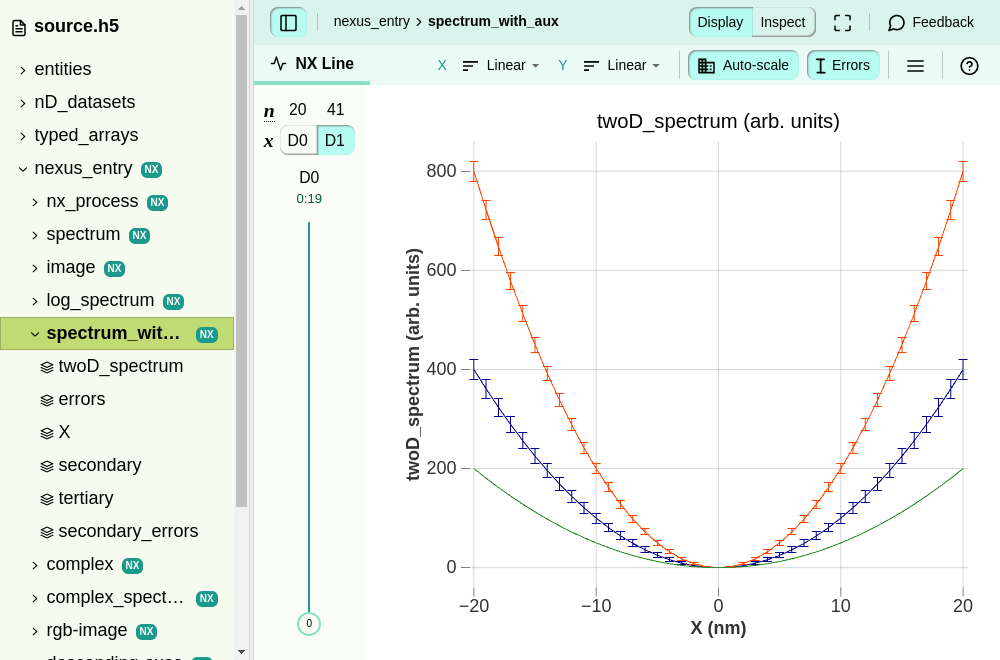 source.h5
entities
nD_datasets
typed_arrays
nexus_entry NX
nx_process NX
spectrum NX
image NX
log_spectrum NX
spectrum_wit… NX
twoD_spectrum
errors
X
secondary
tertiary
secondary_errors
complex NX
complex_spect… NX
rgb-image NX
nexus_entry spectrum_with_aux
Display Inspect Feedback
NX Line X Linear Y Linear Auto-scale Errors
n 20 41
x D0 D1
D0
0:19
0
twoD_spectrum (arb. units)
800
600
400
200
0
twoD_spectrum (arb. units)
−20 −10 0 10 20
X (nm)